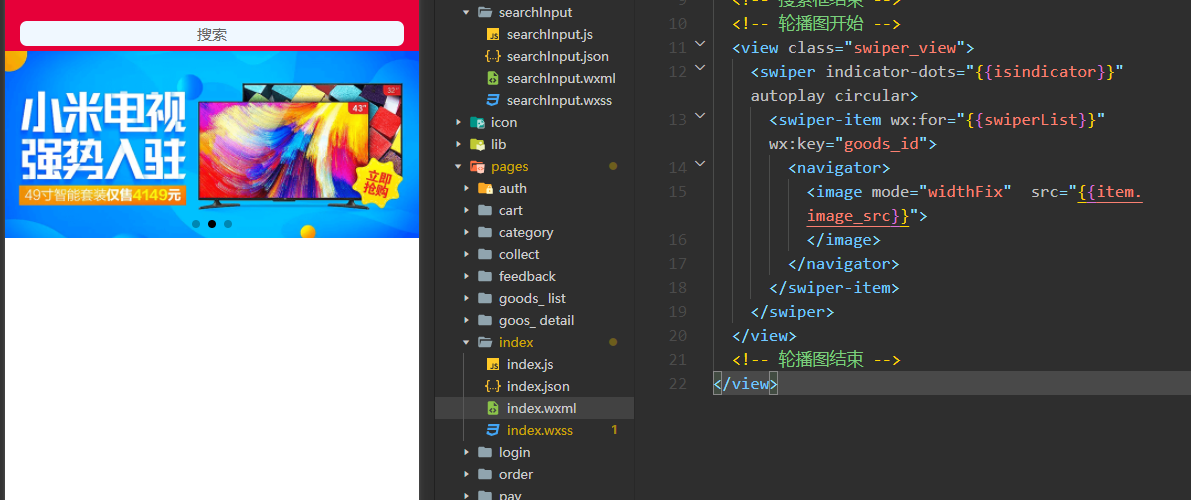 搜索
小米电视
强势入驻
49寸智能套装仅售4149元
43"
32"
立即
抢购
searchInput
searchInput.js
searchInput.json
searchInput.wxml
searchInput.wxss
icon
lib
pages
auth
cart
category
collect
feedback
goods_ list
goos_ detail
index
index.js
index.json
index.wxml
index.wxss 1
login
order
pay
9 <!-- 搜索框结束 -->
10 <!-- 轮播图开始 -->
11 <view class="swiper_view">
12 <swiper indicator-dots="{{isindicator}}"
autoplay circular>
13 <swiper-item wx:for="{{swiperList}}"
wx:key="goods_id">
14 <navigator>
15 <image mode="widthFix"  src="{{item.
image_src}}">
16 </image>
17 </navigator>
18 </swiper-item>
19 </swiper>
20 </view>
21 <!-- 轮播图结束 -->
22 </view>